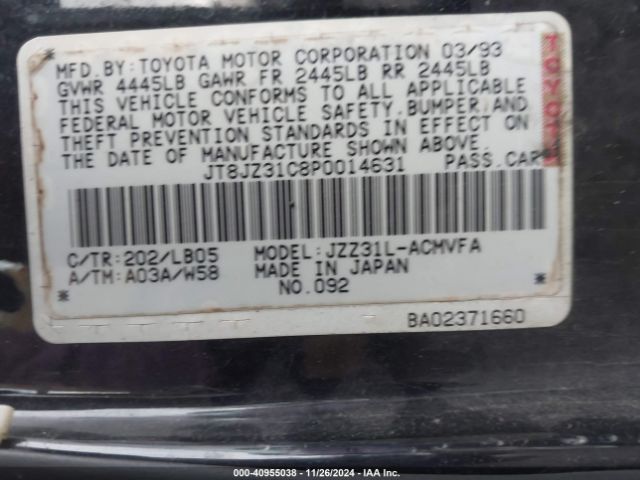 MFD.BY:TOYOTA MOTOR CORPORATION 03/93
GVWR 4445LB GAWR FR 2445LB RR 2445LB
THIS VEHICLE CONFORMS TO ALL APPLICABLE
FEDERAL MOTOR VEHICLE SAFETY,BUMPER,AND
THEFT PREVENTION STANDARDS IN EFFECT ON
THE DATE OF MANUFACTURE SHOWN ABOVE.
JT8JZ31C8P0014631 PASS.CAR
TOYOTA
C/TR:202/LB05 MODEL:JZZ31L-ACMVFA
A/TM:A03A/W58 MADE IN JAPAN
NO.092
BA02371660
000-40955038 - 11/26/2024 - IAA Inc.